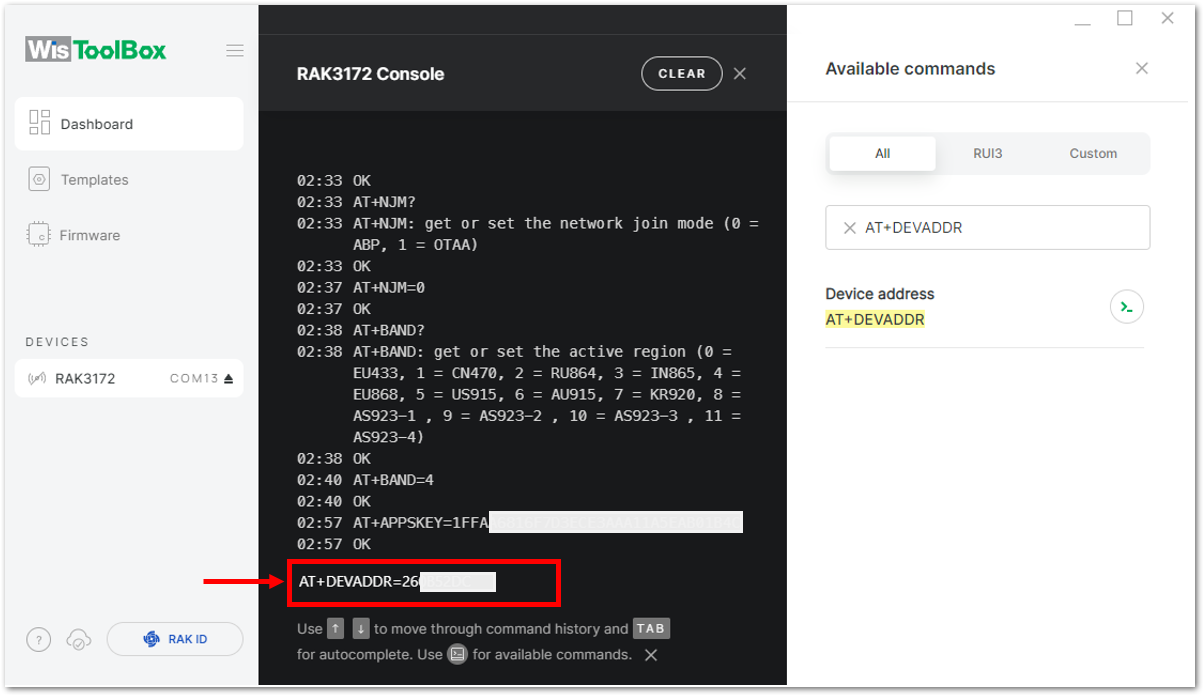 WisToolBox
Dashboard
Templates
Firmware
DEVICES
RAK3172 COM13
?
RAK ID
RAK3172 Console
CLEAR
02:33 OK
02:33 AT+NJM?
02:33 AT+NJM: get or set the network join mode (0 =
ABP, 1 = OTAA)
02:33 OK
02:37 AT+NJM=0
02:37 OK
02:38 AT+BAND?
02:38 AT+BAND: get or set the active region (0 =
EU433, 1 = CN470, 2 = RU864, 3 = IN865, 4 =
EU868, 5 = US915, 6 = AU915, 7 = KR920, 8 =
AS923-1 , 9 = AS923-2 , 10 = AS923-3 , 11 =
AS923-4)
02:38 OK
02:40 AT+BAND=4
02:40 OK
02:57 AT+APPSKEY=1FFA
02:57 OK
AT+DEVADDR=260
Use ↑ ↓ to move through command history and TAB
for autocomplete. Use for available commands.
Available commands
All RUI3 Custom
AT+DEVADDR
Device address
AT+DEVADDR